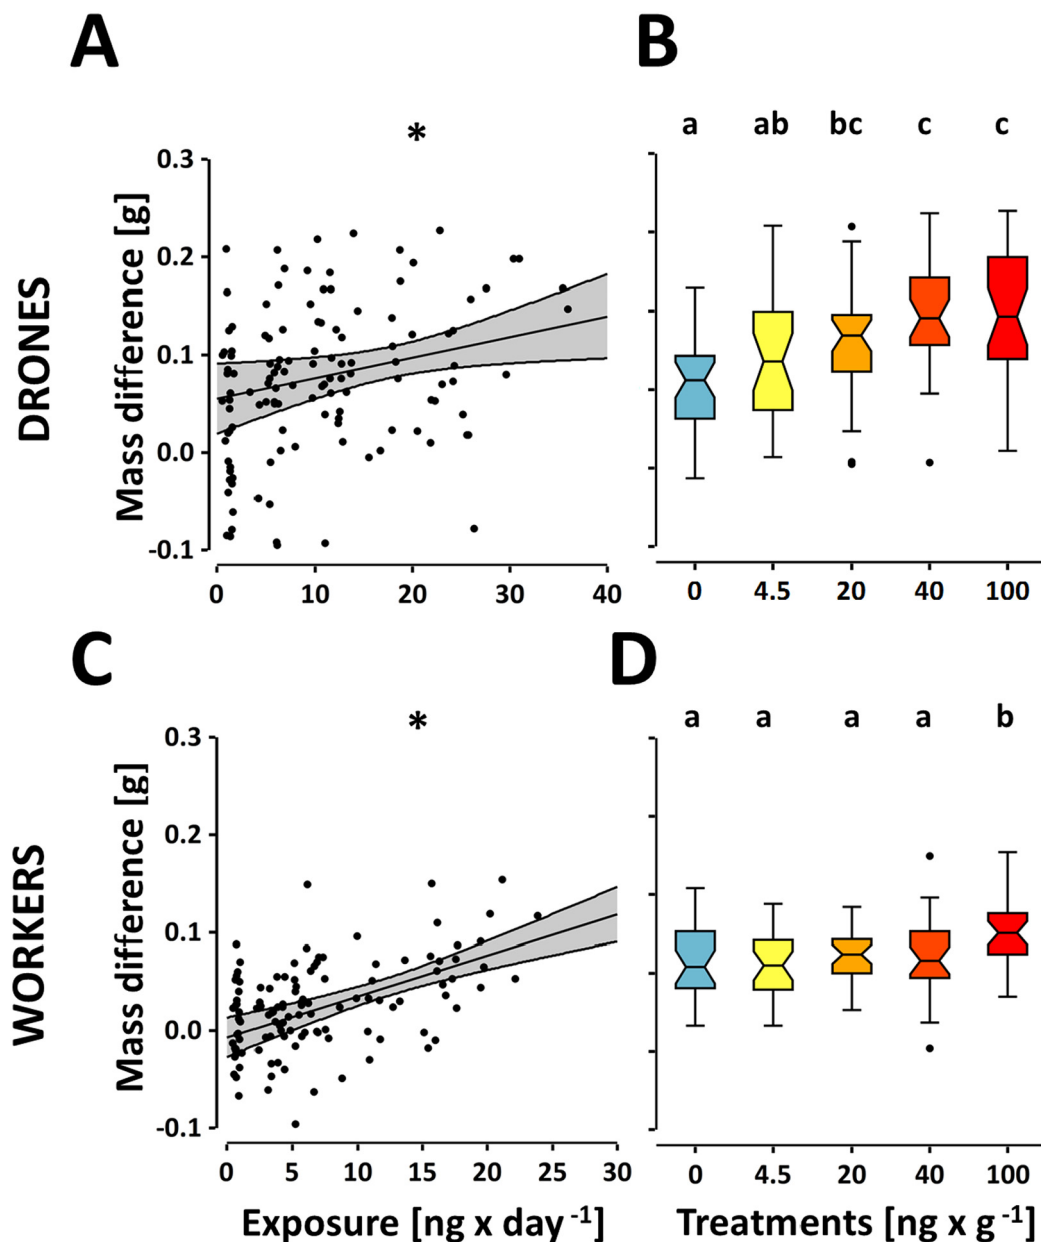 A
B
*
a ab bc c c
DRONES
Mass difference [g]
0.3
0.2
0.1
0.0
-0.1
0 10 20 30 40
0 4.5 20 40 100
C
D
*
a a a a b
WORKERS
Mass difference [g]
0.3
0.2
0.1
0.0
-0.1
0 5 10 15 20 25 30
0 4.5 20 40 100
Exposure [ng x day⁻¹]
Treatments [ng x g⁻¹]